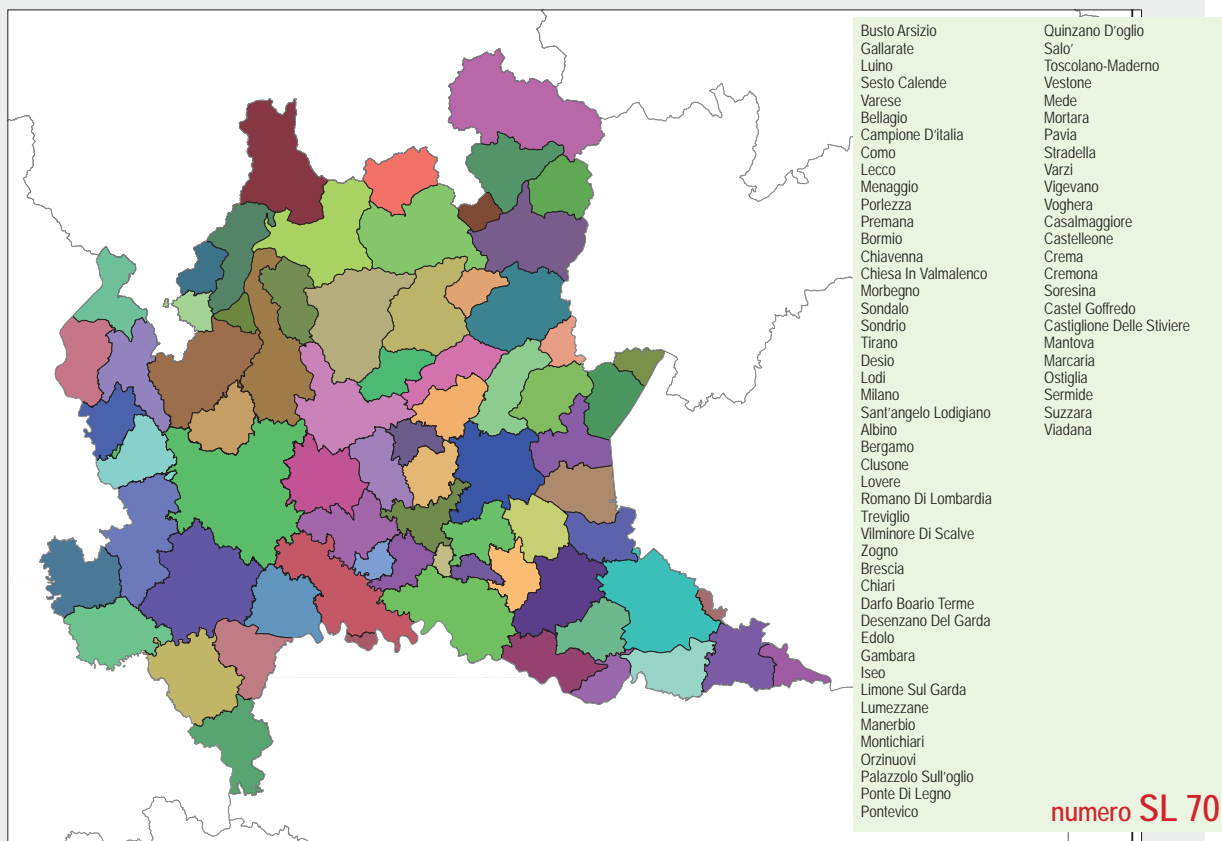 Busto Arsizio
Gallarate
Luino
Sesto Calende
Varese
Bellagio
Campione D'italia
Como
Lecco
Menaggio
Porlezza
Premana
Bormio
Chiavenna
Chiesa In Valmalenco
Morbegno
Sondalo
Sondrio
Tirano
Desio
Lodi
Milano
Sant'angelo Lodigiano
Albino
Bergamo
Clusone
Lovere
Romano Di Lombardia
Treviglio
Vilminore Di Scalve
Zogno
Brescia
Chiari
Darfo Boario Terme
Desenzano Del Garda
Edolo
Gambara
Iseo
Limone Sul Garda
Lumezzane
Manerbio
Montichiari
Orzinuovi
Palazzolo Sull'oglio
Ponte Di Legno
Pontevico
Quinzano D'oglio
Salo'
Toscolano-Maderno
Vestone
Mede
Mortara
Pavia
Stradella
Varzi
Vigevano
Voghera
Casalmaggiore
Castelleone
Crema
Cremona
Soresina
Castel Goffredo
Castiglione Delle Stiviere
Mantova
Marcaria
Ostiglia
Sermide
Suzzara
Viadana
numero SL 70